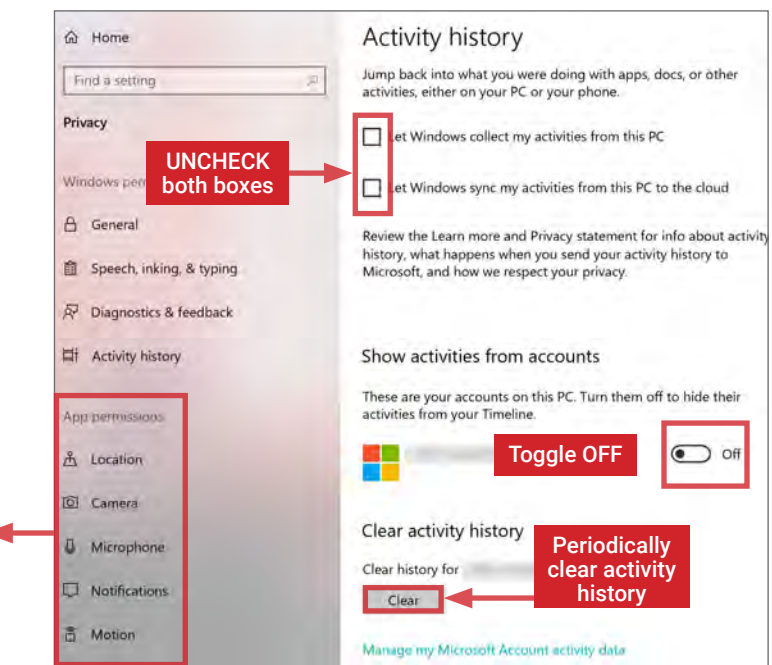 Home
Find a setting
Privacy
Windows per
General
Speech, inking, & typing
Diagnostics & feedback
Activity history
App permissions
Location
Camera
Microphone
Notifications
Motion
UNCHECK
both boxes
Activity history
Jump back into what you were doing with apps, docs, or other
activities, either on your PC or your phone.
Let Windows collect my activities from this PC
Let Windows sync my activities from this PC to the cloud
Review the Learn more and Privacy statement for info about activity
history, what happens when you send your activity history to
Microsoft, and how we respect your privacy.
Show activities from accounts
These are your accounts on this PC. Turn them off to hide their
activities from your Timeline.
Toggle OFF
Off
Clear activity history
Clear history for
Clear
Periodically
clear activity
history
Manage my Microsoft Account activity data